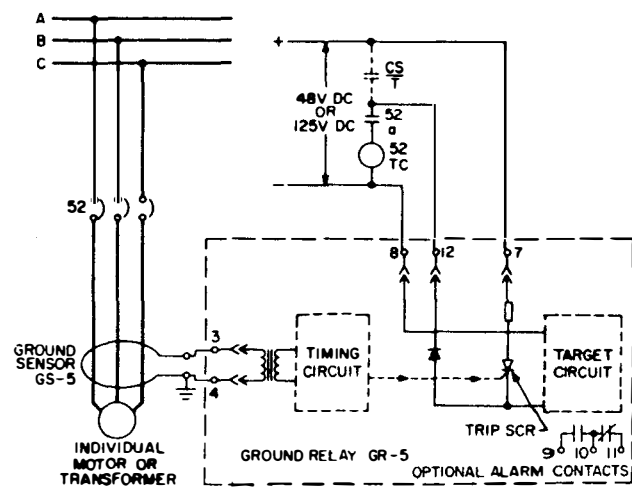 A
B
C
+
CS
T
48V DC
OR
125V DC
52
a
52
TC
−
52
8
12
7
GROUND
SENSOR
GS-5
3
4
TIMING
CIRCUIT
TARGET
CIRCUIT
TRIP SCR
INDIVIDUAL
MOTOR OR
TRANSFORMER
GROUND RELAY GR-5
9
10
11
OPTIONAL ALARM CONTACTS